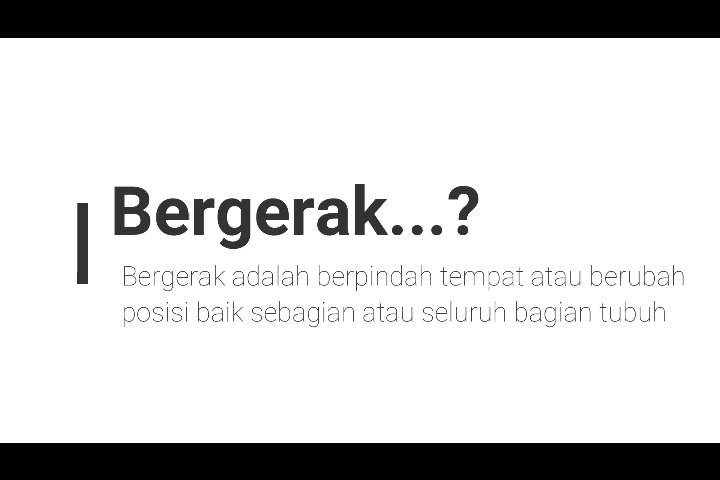 Bergerak...?
Bergerak adalah berpindah tempat atau berubah
posisi baik sebagian atau seluruh bagian tubuh